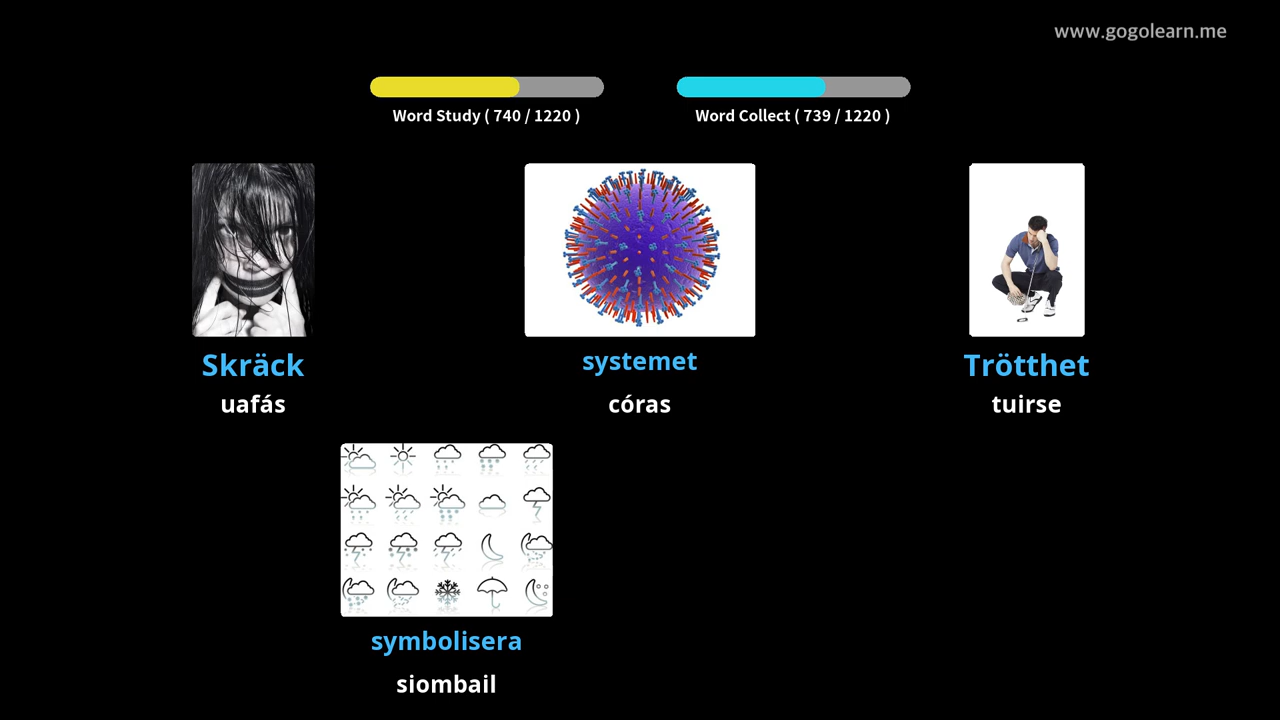 www.gogolearn.me
Word Study ( 740 / 1220 )
Word Collect ( 739 / 1220 )
Skräck
systemet
Trötthet
uafás
córas
tuirse
symbolisera
siombail